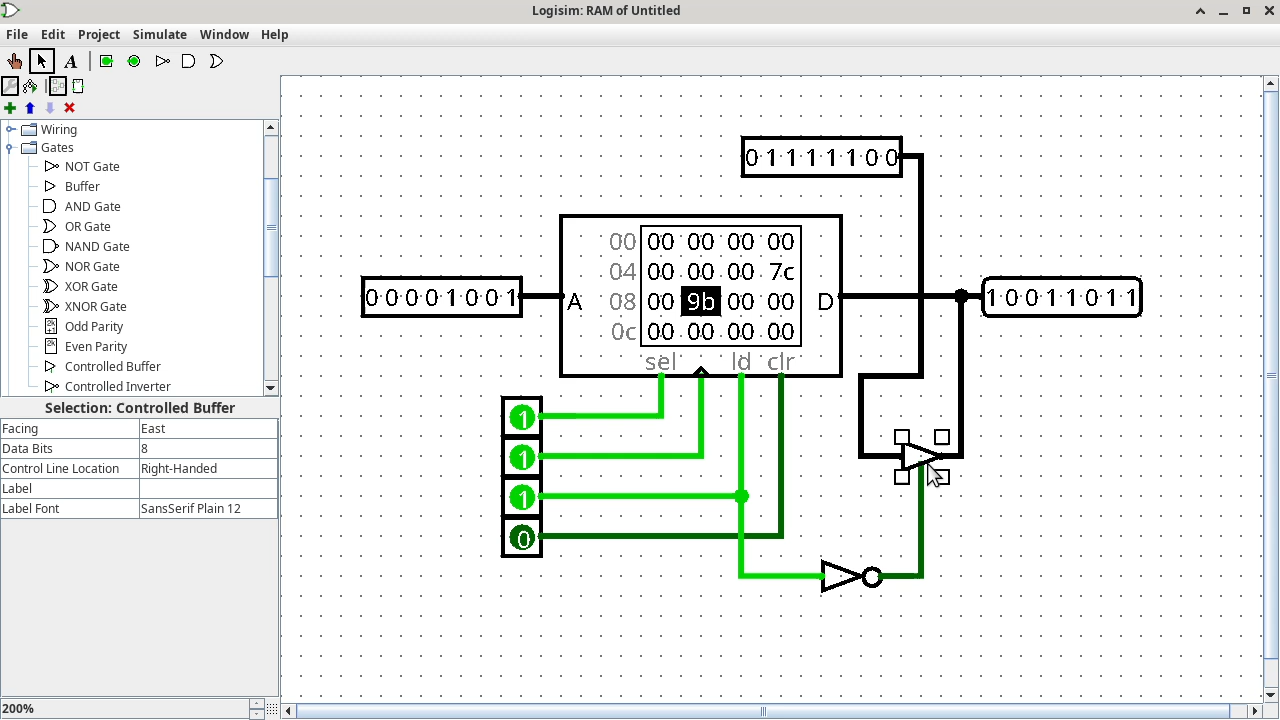 Logisim: RAM of Untitled
File Edit Project Simulate Window Help
A
Wiring
Gates
NOT Gate
Buffer
AND Gate
OR Gate
NAND Gate
NOR Gate
XOR Gate
XNOR Gate
Odd Parity
Even Parity
Controlled Buffer
Controlled Inverter
Selection: Controlled Buffer
Facing East
Data Bits 8
Control Line Location Right-Handed
Label
Label Font SansSerif Plain 12
200%
0 1 1 1 1 1 0 0
00 00 00 00 00
04 00 00 00 7c
0 0 0 0 1 0 0 1 A 08 00 9b 00 00 D 1 0 0 1 1 0 1 1
0c 00 00 00 00
sel ld clr
1
1
1
0